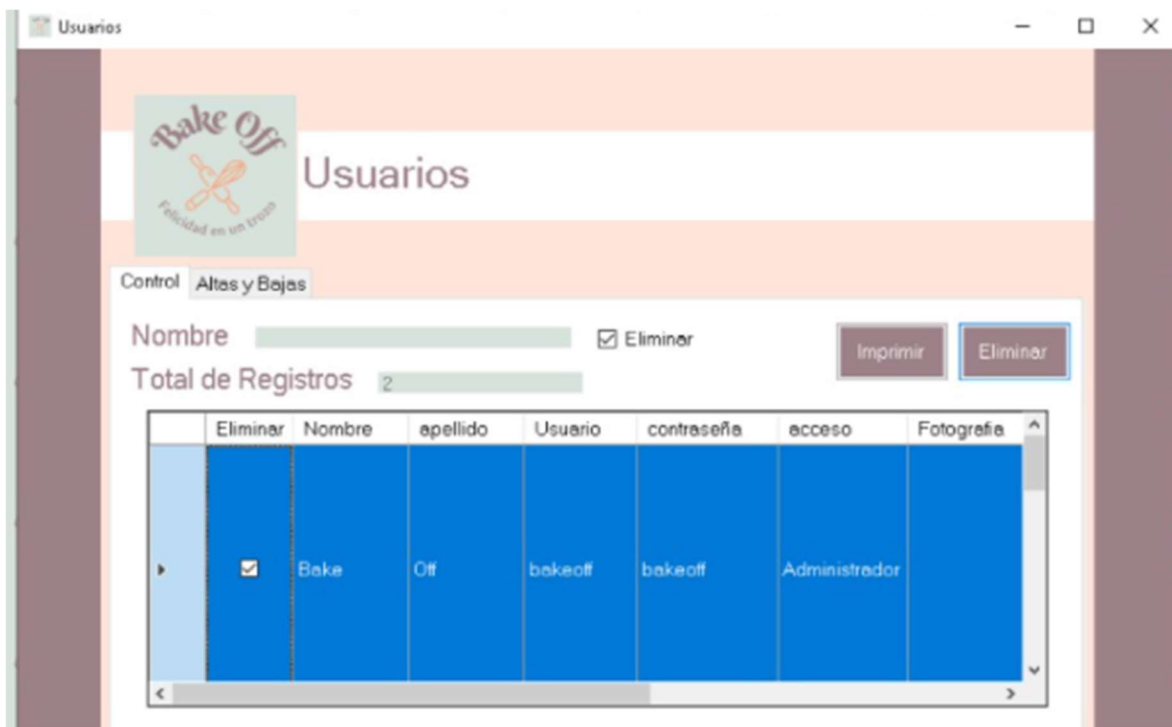 Usuarios
Bake Off
Felicidad en un trozo
Usuarios
Control Altas y Bajas
Nombre Eliminar Imprimir Eliminar
Total de Registros 2
Eliminar Nombre apellido Usuario contraseña acceso Fotografia
Bake Off bakeoff bakeoff Administrador